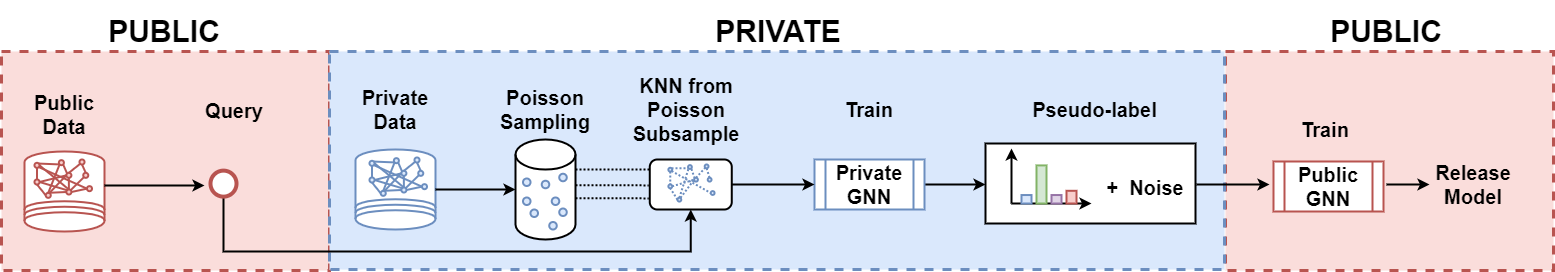 PUBLIC
PRIVATE
PUBLIC
Public
Data
Query
Private
Data
Poisson
Sampling
KNN from
Poisson
Subsample
Train
Private
GNN
Pseudo-label
+ Noise
Train
Public
GNN
Release
Model